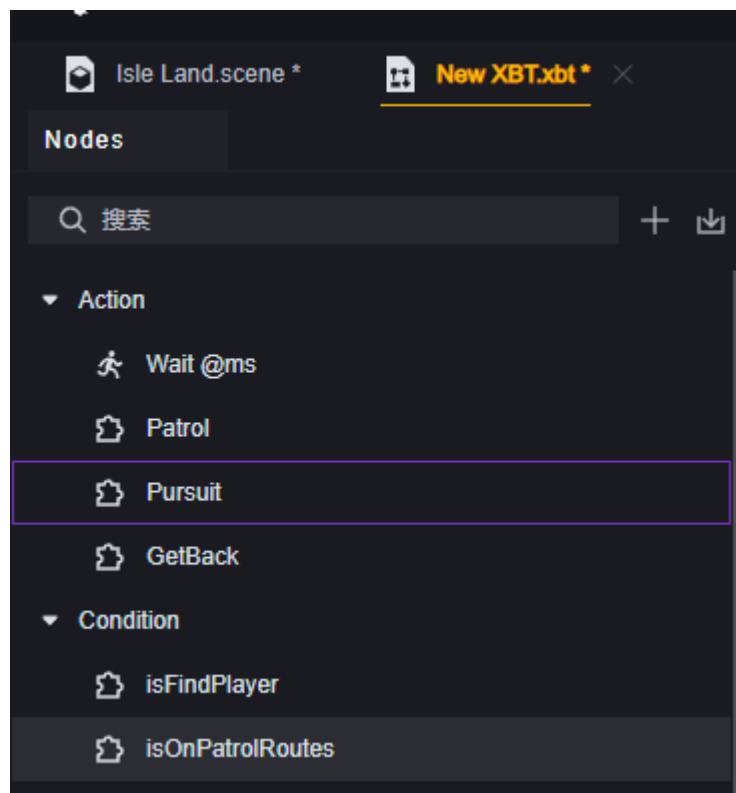 Isle Land.scene * New XBT.xbt *
Nodes
搜索
Action
Wait @ms
Patrol
Pursuit
GetBack
Condition
isFindPlayer
isOnPatrolRoutes